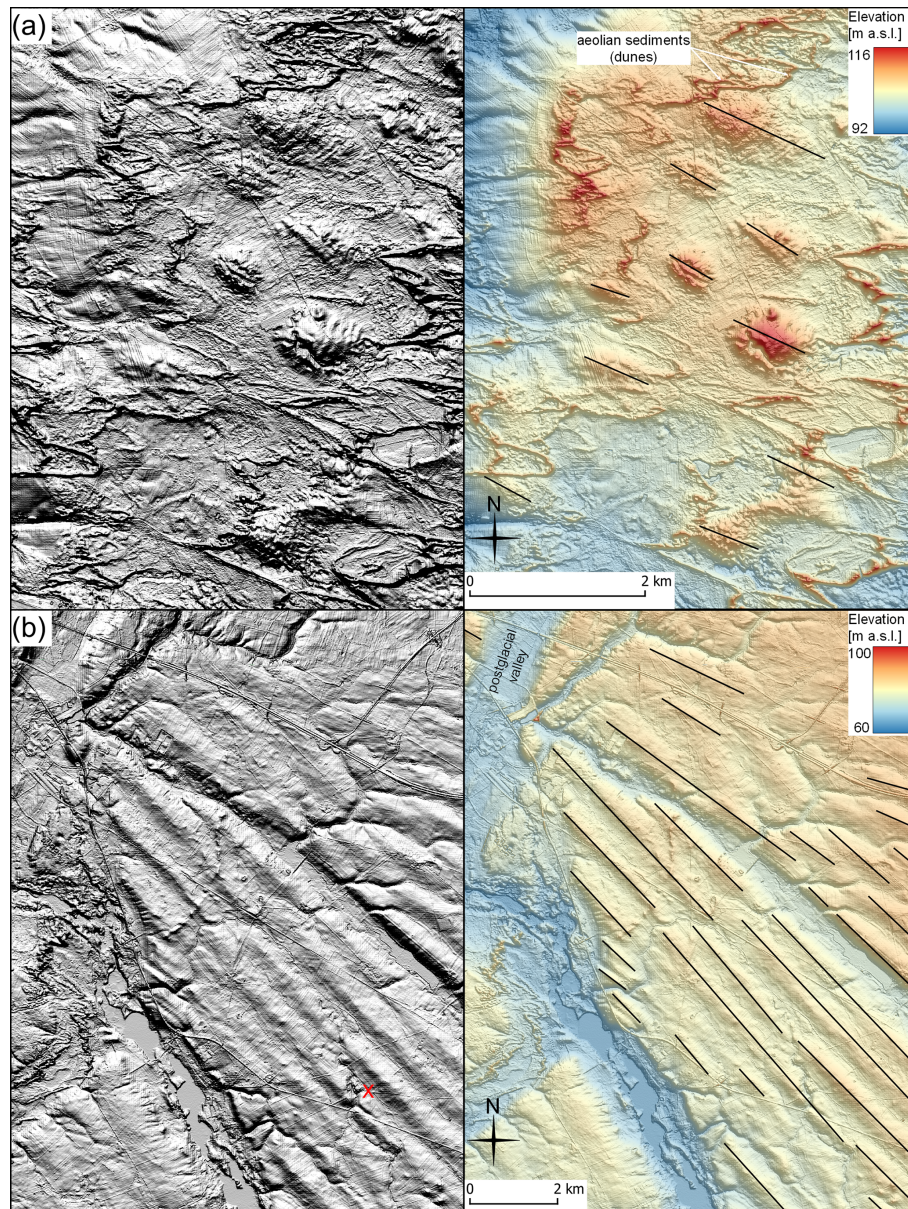 (a)
Elevation
[m a.s.l.]
116
92
aeolian sediments
(dunes)
N
0 2 km
(b)
X
Elevation
[m a.s.l.]
100
60
postglacial
valley
N
0 2 km